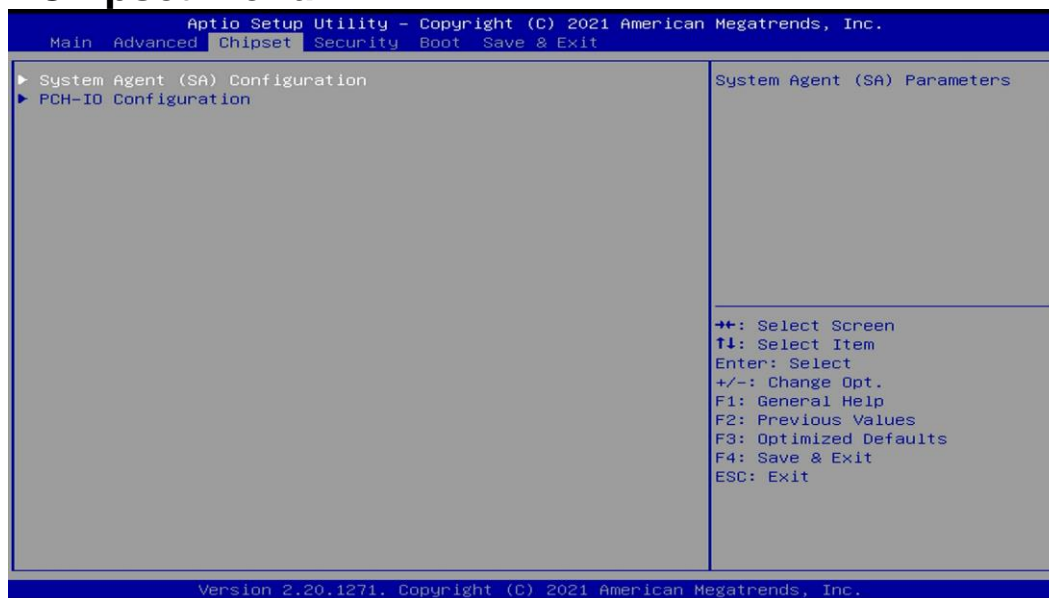 Aptio Setup Utility – Copyright (C) 2021 American Megatrends, Inc.
Main Advanced Chipset Security Boot Save & Exit
► System Agent (SA) Configuration
► PCH-IO Configuration
System Agent (SA) Parameters
→←: Select Screen
↑↓: Select Item
Enter: Select
+/-: Change Opt.
F1: General Help
F2: Previous Values
F3: Optimized Defaults
F4: Save & Exit
ESC: Exit
Version 2.20.1271. Copyright (C) 2021 American Megatrends, Inc.